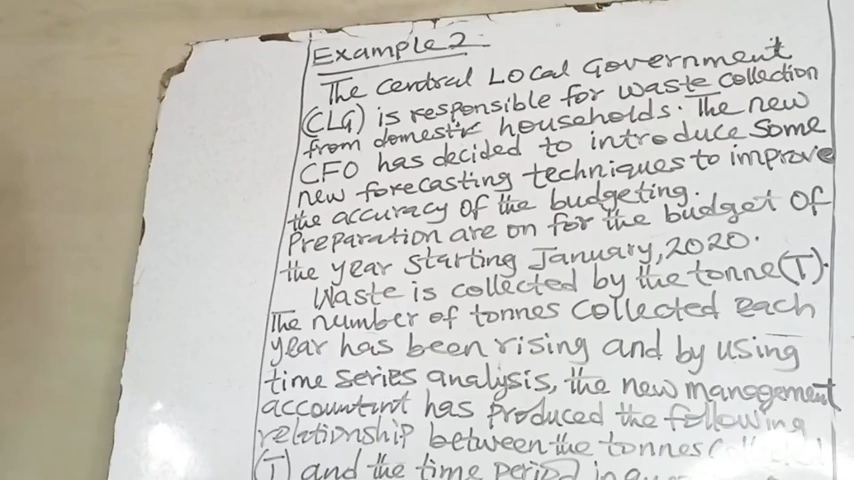 Example 2
The central Local Government
(CLG) is responsible for waste collection
from domestic households. The new
CFO has decided to introduce some
new forecasting techniques to improve
the accuracy of the budgeting.
Preparation are on for the budget of
the year starting January, 2020.
Waste is collected by the tonne (T).
The number of tonnes collected each
year has been rising and by using
time series analysis, the new management
accountant has produced the following
relationship between the tonnes
(T) and the time period in